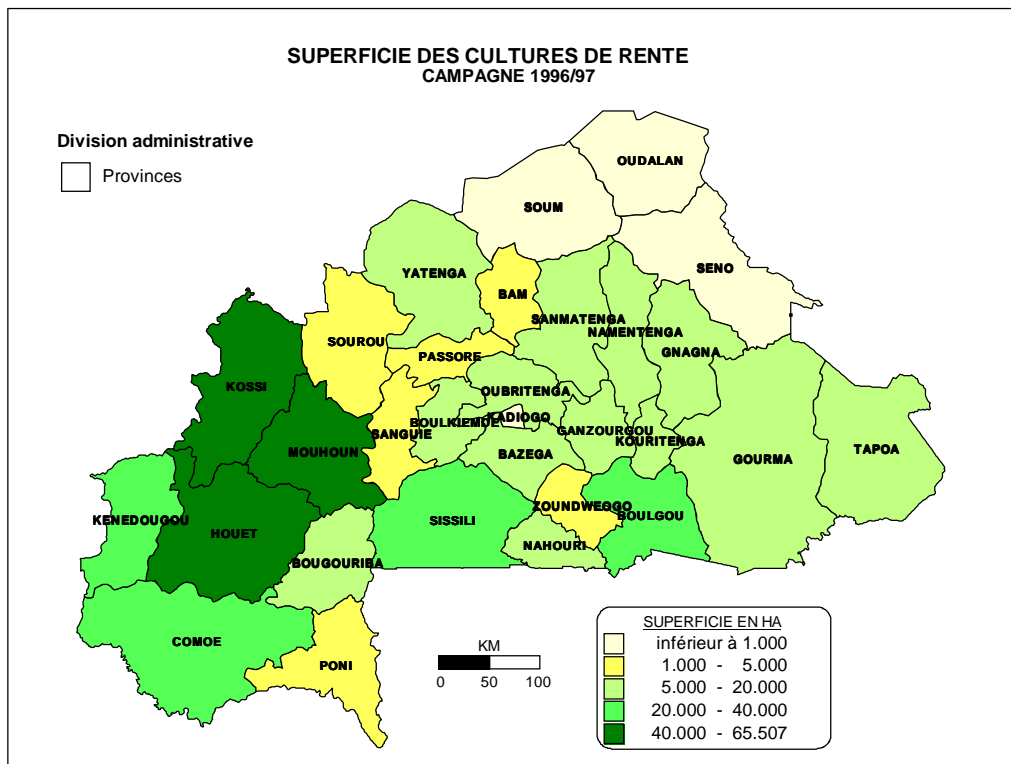 SUPERFICIE DES CULTURES DE RENTE
CAMPAGNE 1996/97
Division administrative
Provinces
OUDALAN
SOUM
SENO
YATENGA
BAM
SANMATENGA
NAMENTENGA
SOUROU
PASSORE
GNAGNA
KOSSI
OUBRITENGA
KADIOGO
BOULKIEMDE
SANGUIE
GANZOURGOU
KOURITENGA
MOUHOUN
BAZEGA
GOURMA
TAPOA
KENEDOUGOU
HOUET
SISSILI
ZOUNDWEOGO
BOULGOU
NAHOURI
BOUGOURIBA
COMOE
PONI
KM
0 50 100
SUPERFICIE EN HA
inférieur à 1.000
1.000 - 5.000
5.000 - 20.000
20.000 - 40.000
40.000 - 65.507